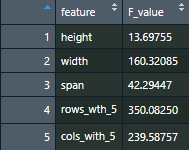 feature F_value
1 height 13.69755
2 width 160.32085
3 span 42.29447
4 rows_wth_5 350.08250
5 cols_with_5 239.58757